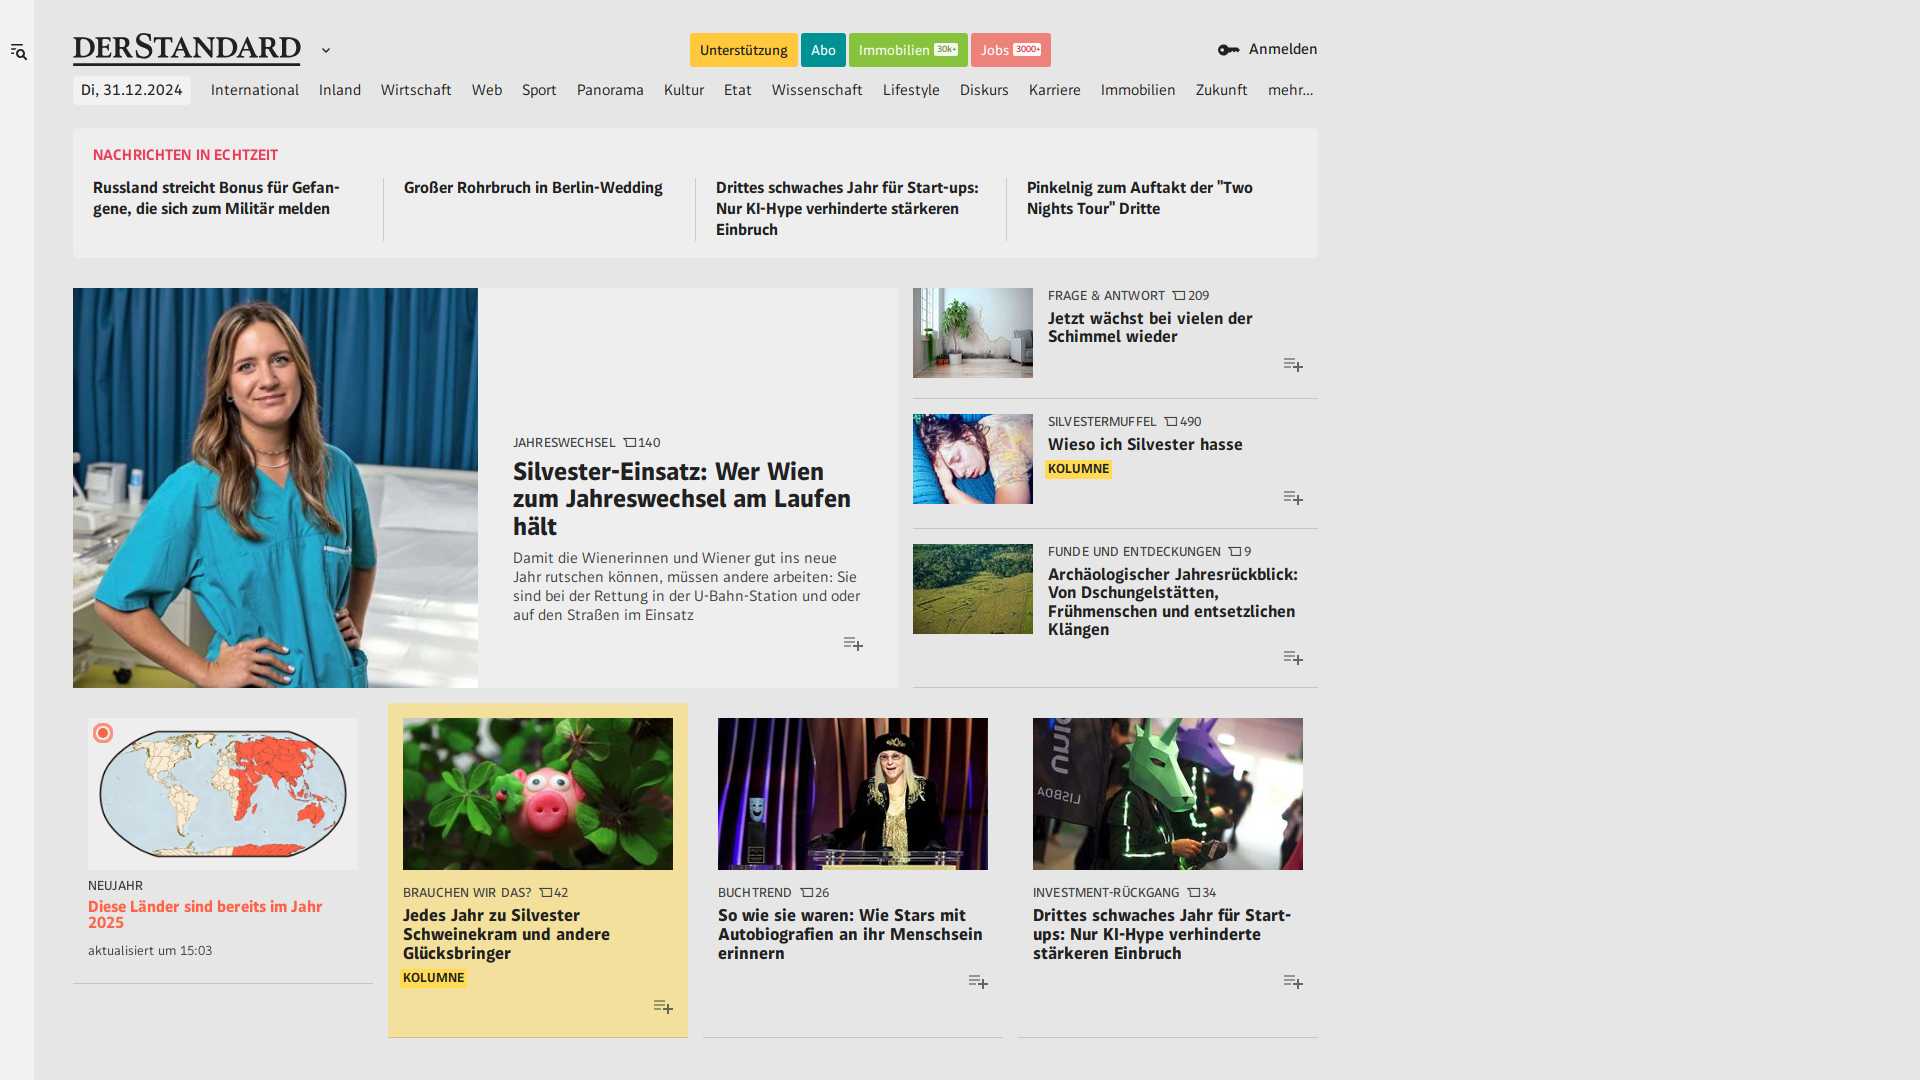 DERSTANDARD
Unterstützung
Abo
Immobilien 30k+
Jobs 3000+
Anmelden
Di, 31.12.2024
International
Inland
Wirtschaft
Web
Sport
Panorama
Kultur
Etat
Wissenschaft
Lifestyle
Diskurs
Karriere
Immobilien
Zukunft
mehr...
NACHRICHTEN IN ECHTZEIT
Russland streicht Bonus für Gefan-
gene, die sich zum Militär melden
Großer Rohrbruch in Berlin-Wedding
Drittes schwaches Jahr für Start-ups:
Nur KI-Hype verhinderte stärkeren
Einbruch
Pinkelnig zum Auftakt der "Two
Nights Tour" Dritte
JAHRESWECHSEL 140
Silvester-Einsatz: Wer Wien
zum Jahreswechsel am Laufen
hält
Damit die Wienerinnen und Wiener gut ins neue
Jahr rutschen können, müssen andere arbeiten: Sie
sind bei der Rettung in der U-Bahn-Station und oder
auf den Straßen im Einsatz
FRAGE & ANTWORT 209
Jetzt wächst bei vielen der
Schimmel wieder
SILVESTERMUFFEL 490
Wieso ich Silvester hasse
KOLUMNE
FUNDE UND ENTDECKUNGEN 9
Archäologischer Jahresrückblick:
Von Dschungelstätten,
Frühmenschen und entsetzlichen
Klängen
NEUJAHR
Diese Länder sind bereits im Jahr
2025
aktualisiert um 15:03
BRAUCHEN WIR DAS? 42
Jedes Jahr zu Silvester
Schweinekram und andere
Glücksbringer
KOLUMNE
BUCHTREND 26
So wie sie waren: Wie Stars mit
Autobiografien an ihr Menschsein
erinnern
LISBOA
INVESTMENT-RÜCKGANG 34
Drittes schwaches Jahr für Start-
ups: Nur KI-Hype verhinderte
stärkeren Einbruch